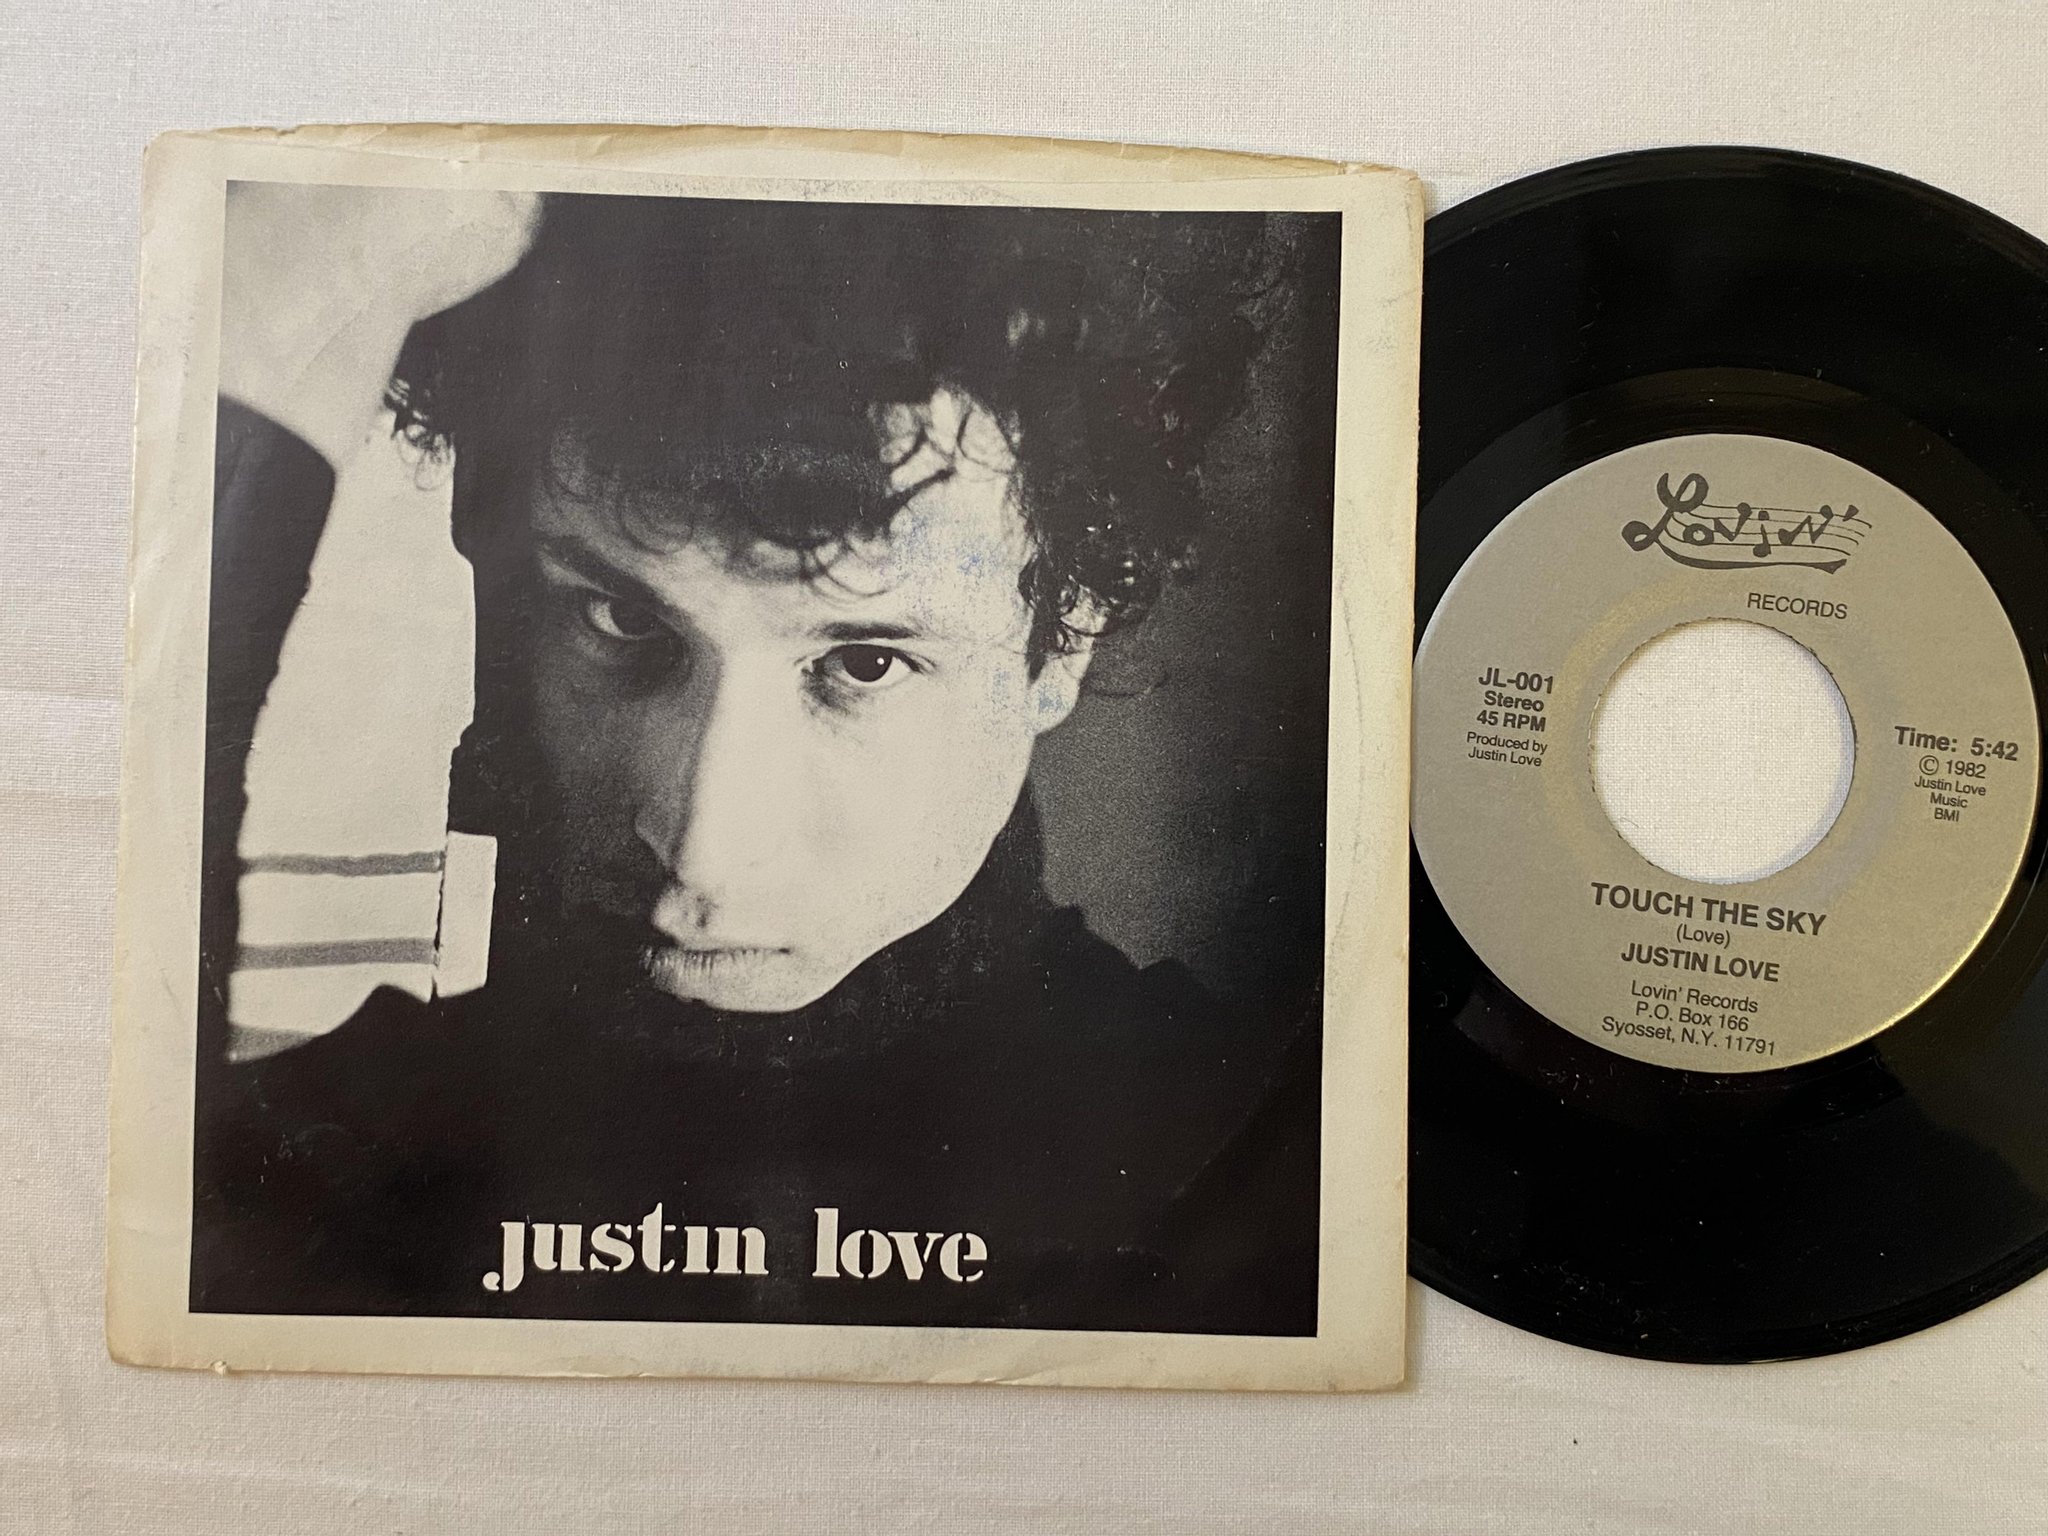 justin love
Lovin'
RECORDS
JL-001
Stereo
45 RPM
Produced by
Justin Love
Time: 5:42
© 1982
Justin Love
Music
BMI
TOUCH THE SKY
(Love)
JUSTIN LOVE
Lovin' Records
P.O. Box 166
Syosset, N.Y. 11791